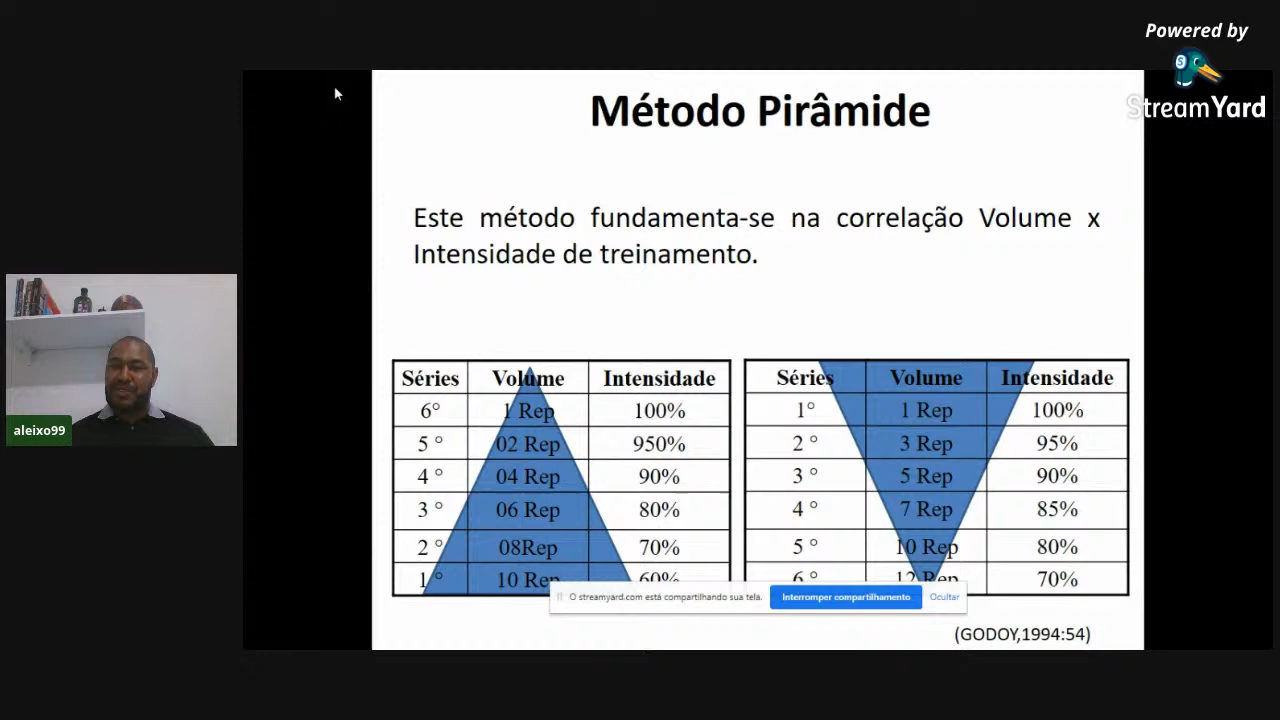 Powered by
StreamYard
Método Pirâmide
Este método fundamenta-se na correlação Volume x
Intensidade de treinamento.
Séries Volume Intensidade
6° 1 Rep 100%
5 ° 02 Rep 950%
4 ° 04 Rep 90%
3 ° 06 Rep 80%
2 ° 08Rep 70%
1 ° 10 Rep 60%
Séries Volume Intensidade
1° 1 Rep 100%
2 ° 3 Rep 95%
3 ° 5 Rep 90%
4 ° 7 Rep 85%
5 ° 10 Rep 80%
6 ° 12 Rep 70%
O streamyard.com está compartilhando sua tela. Interromper compartilhamento Ocultar
(GODOY,1994:54)
aleixo99